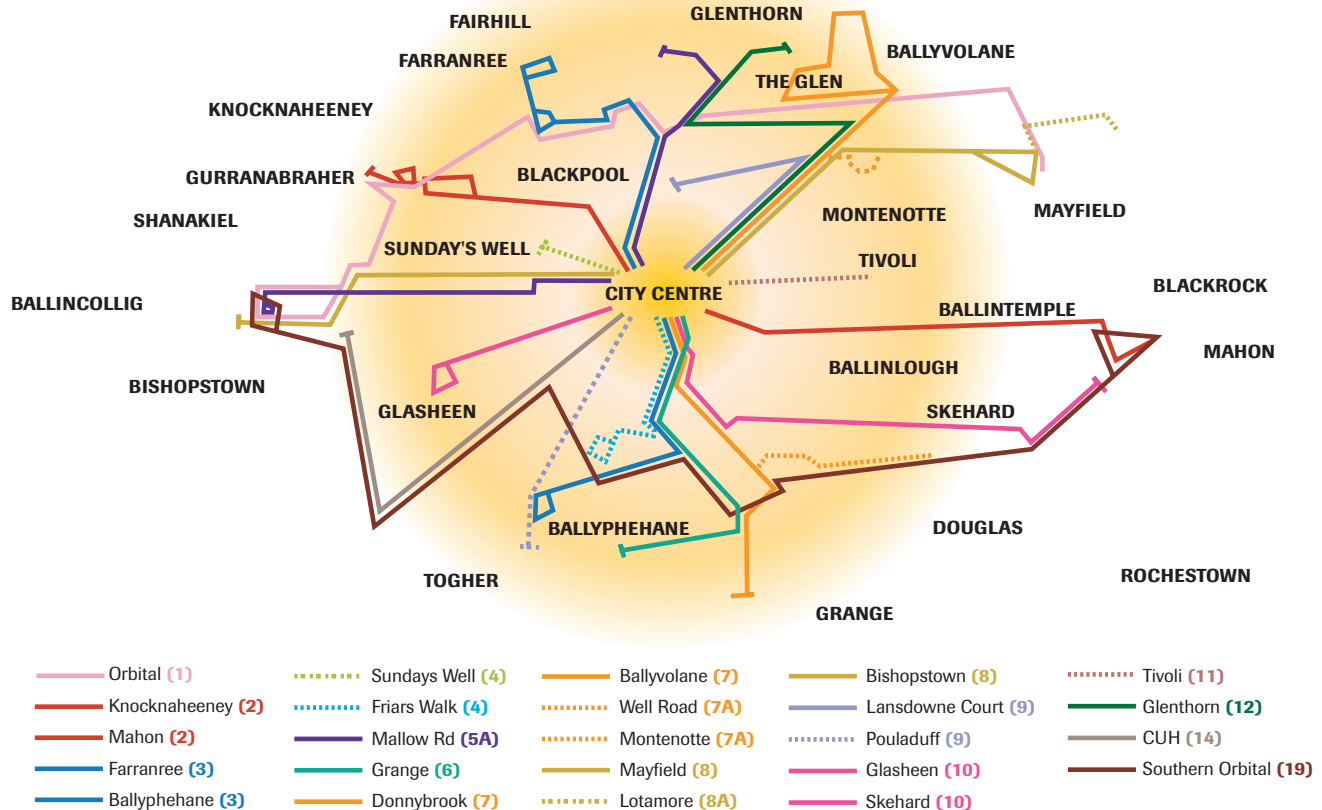 GLENTHORN
FAIRHILL
BALLYVOLANE
FARRANREE
THE GLEN
KNOCKNAHEENEY
GURRANABRAHER
BLACKPOOL
MAYFIELD
MONTENOTTE
SHANAKIEL
SUNDAY'S WELL
TIVOLI
BLACKROCK
CITY CENTRE
BALLINCOLLIG
BALLINTEMPLE
MAHON
BALLINLOUGH
BISHOPSTOWN
GLASHEEN
SKEHARD
BALLYPHEHANE
DOUGLAS
TOGHER
ROCHESTOWN
GRANGE
Orbital (1)
Knocknaheeney (2)
Mahon (2)
Farranree (3)
Ballyphehane (3)
Sundays Well (4)
Friars Walk (4)
Mallow Rd (5A)
Grange (6)
Donnybrook (7)
Ballyvolane (7)
Well Road (7A)
Montenotte (7A)
Mayfield (8)
Lotamore (8A)
Bishopstown (8)
Lansdowne Court (9)
Pouladuff (9)
Glasheen (10)
Skehard (10)
Tivoli (11)
Glenthorn (12)
CUH (14)
Southern Orbital (19)